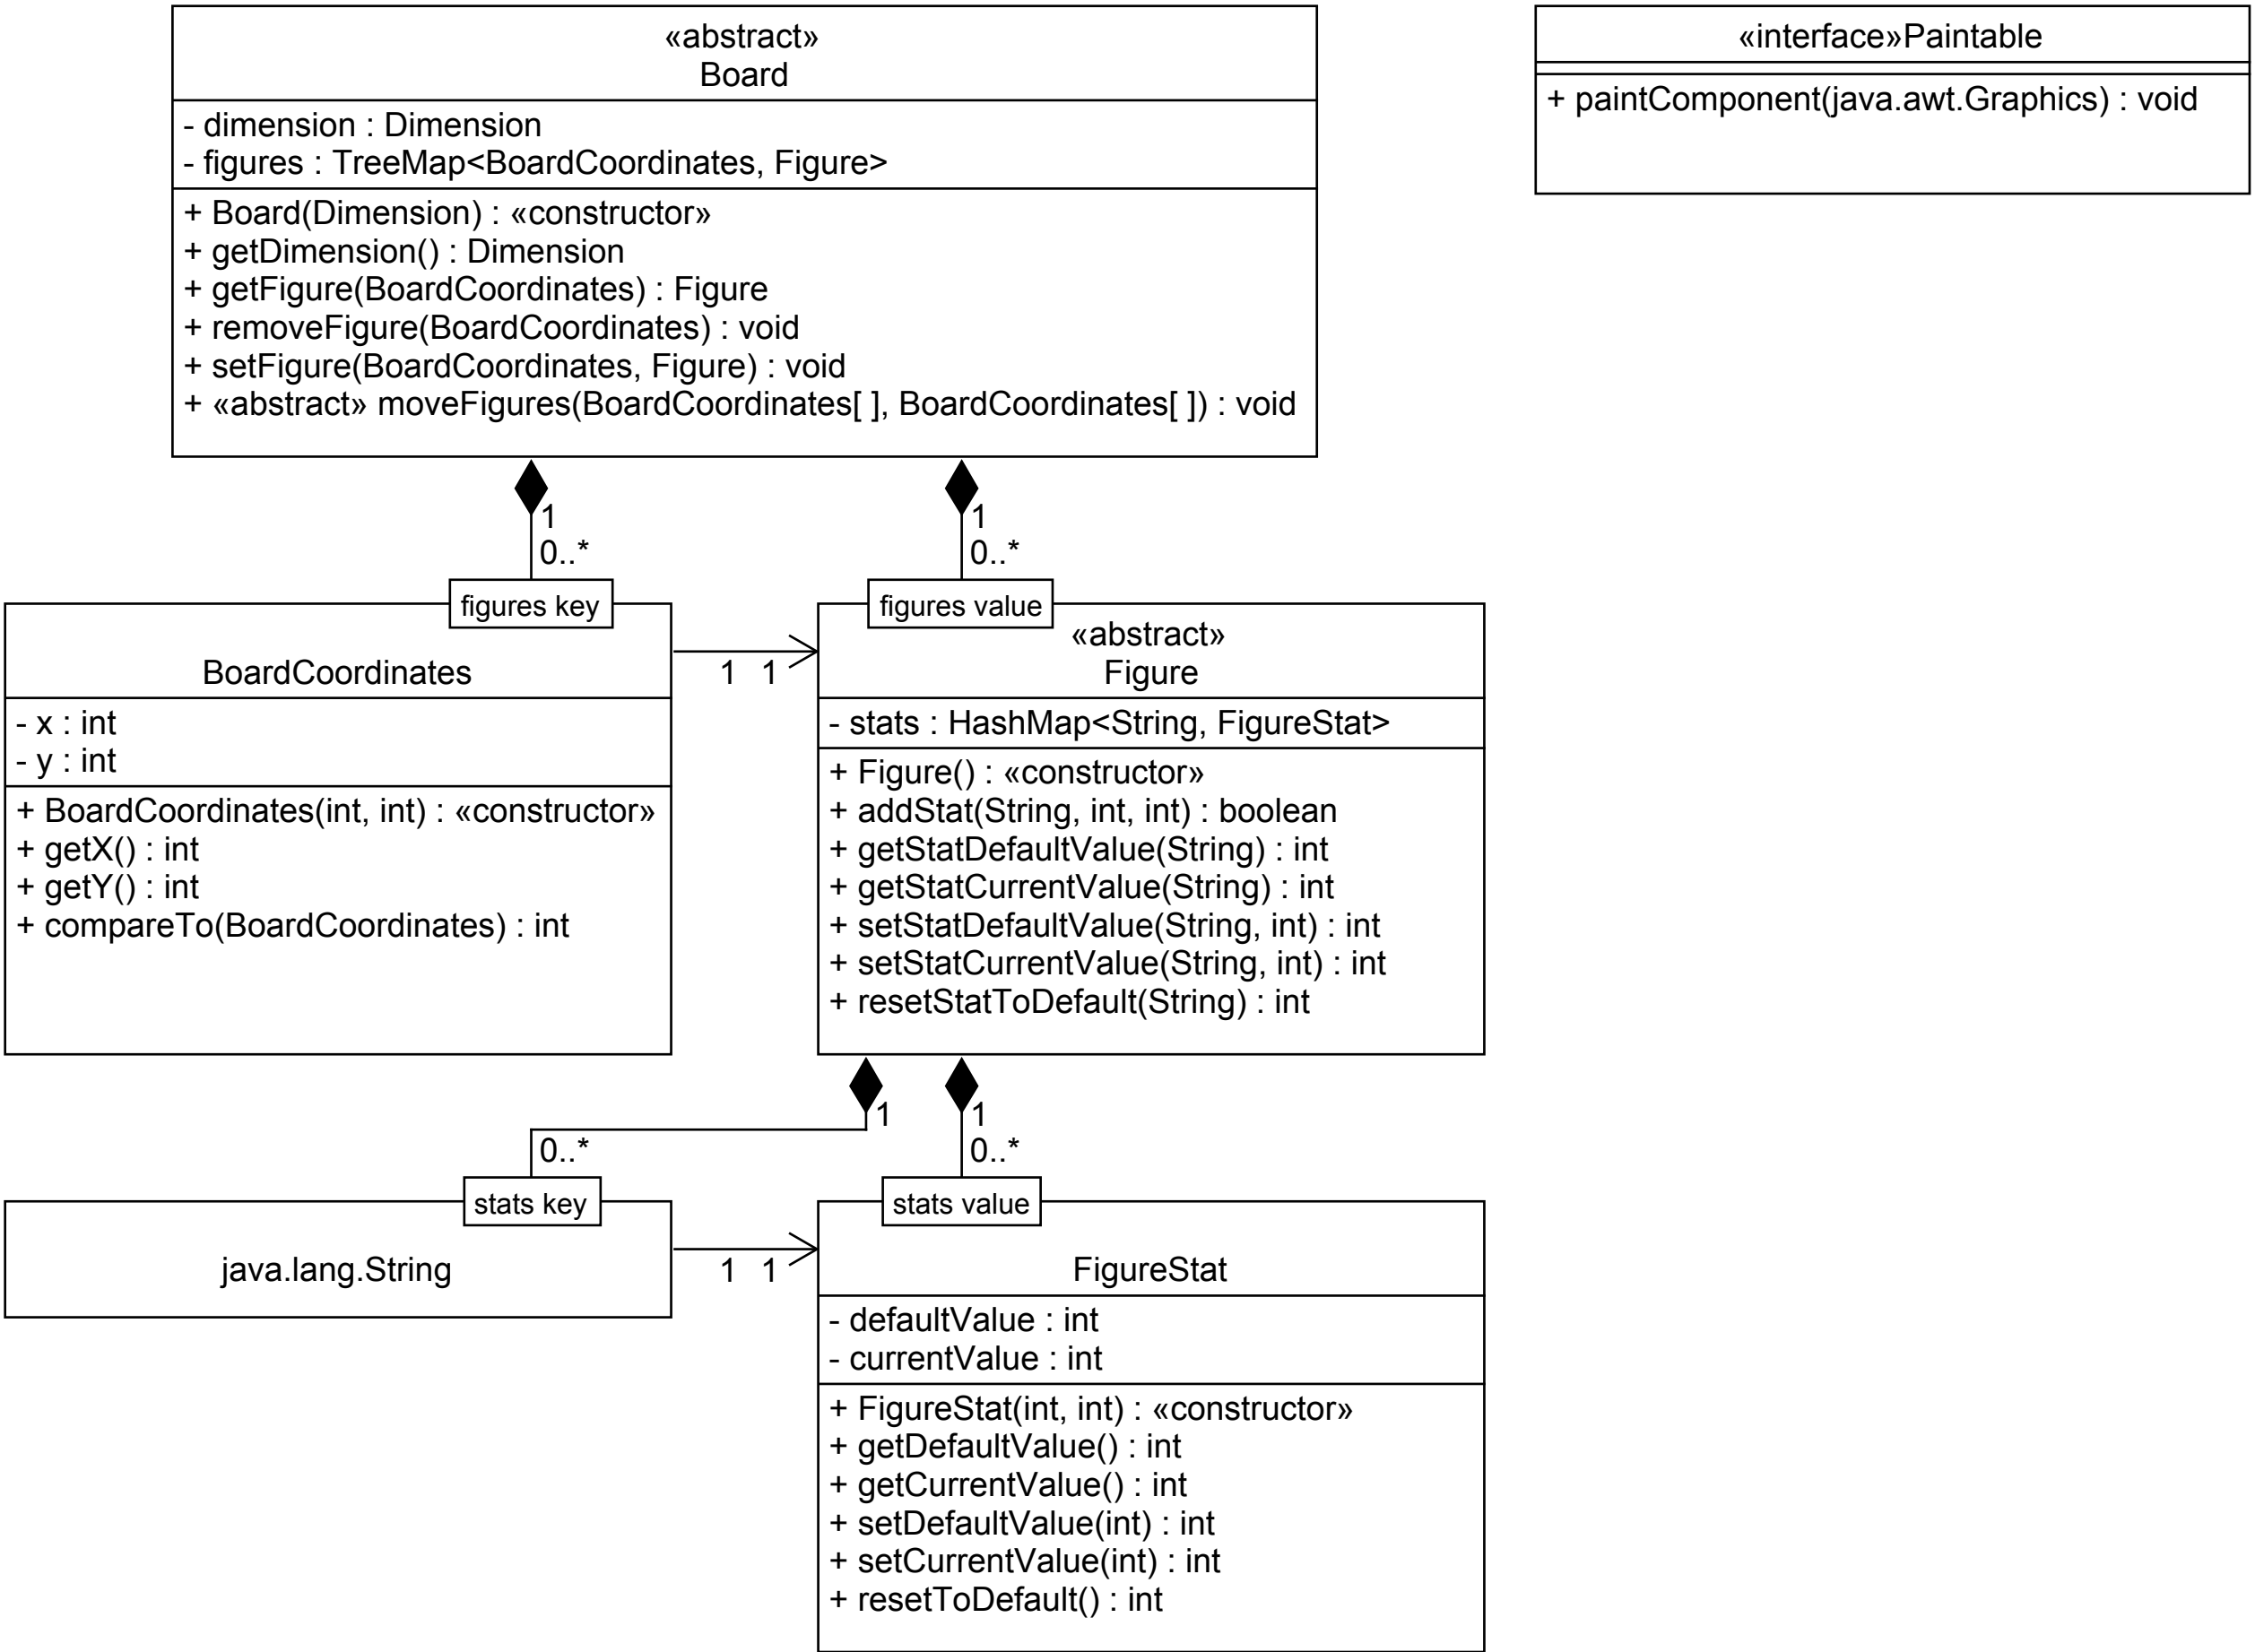 «abstract»
Board
- dimension : Dimension
- figures : TreeMap<BoardCoordinates, Figure>
+ Board(Dimension) : «constructor»
+ getDimension() : Dimension
+ getFigure(BoardCoordinates) : Figure
+ removeFigure(BoardCoordinates) : void
+ setFigure(BoardCoordinates, Figure) : void
+ «abstract» moveFigures(BoardCoordinates[ ], BoardCoordinates[ ]) : void
«interface»Paintable
+ paintComponent(java.awt.Graphics) : void
1
0..*
1
0..*
figures key
BoardCoordinates
- x : int
- y : int
+ BoardCoordinates(int, int) : «constructor»
+ getX() : int
+ getY() : int
+ compareTo(BoardCoordinates) : int
1 1
figures value
«abstract»
Figure
- stats : HashMap<String, FigureStat>
+ Figure() : «constructor»
+ addStat(String, int, int) : boolean
+ getStatDefaultValue(String) : int
+ getStatCurrentValue(String) : int
+ setStatDefaultValue(String, int) : int
+ setStatCurrentValue(String, int) : int
+ resetStatToDefault(String) : int
1
0..*
1
0..*
stats key
java.lang.String
1 1
stats value
FigureStat
- defaultValue : int
- currentValue : int
+ FigureStat(int, int) : «constructor»
+ getDefaultValue() : int
+ getCurrentValue() : int
+ setDefaultValue(int) : int
+ setCurrentValue(int) : int
+ resetToDefault() : int